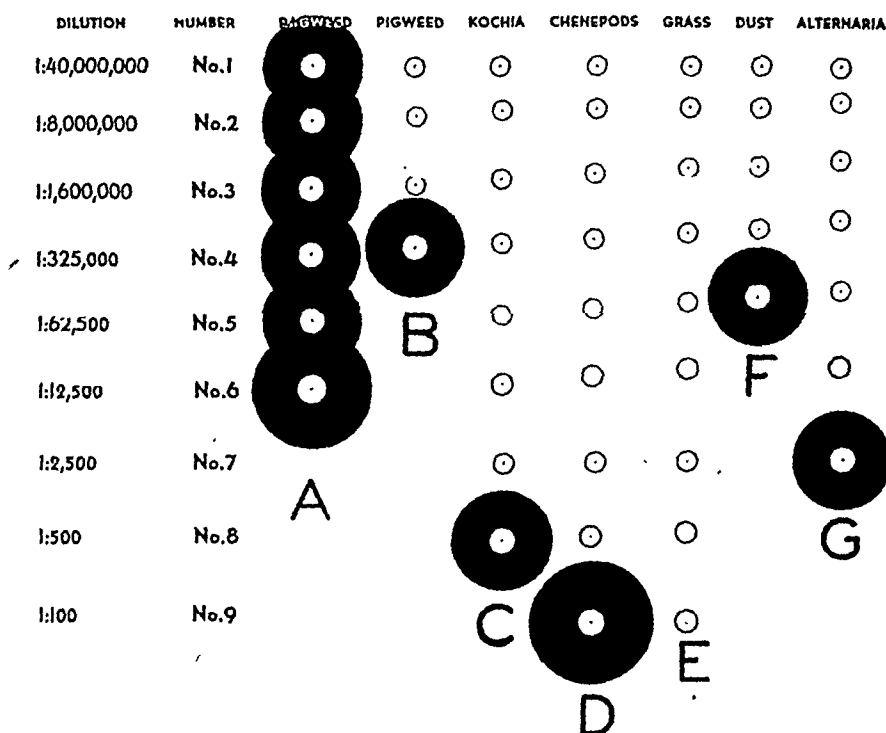 DILUTION NUMBER RAGWEED PIGWEED KOCHIA CHENEPODS GRASS DUST ALTERNARIA
1:40,000,000 No.1
1:8,000,000 No.2
1:1,600,000 No.3
1:325,000 No.4
1:62,500 No.5
B
F
1:12,500 No.6
1:2,500 No.7
A
1:500 No.8
G
1:100 No.9
C
E
D